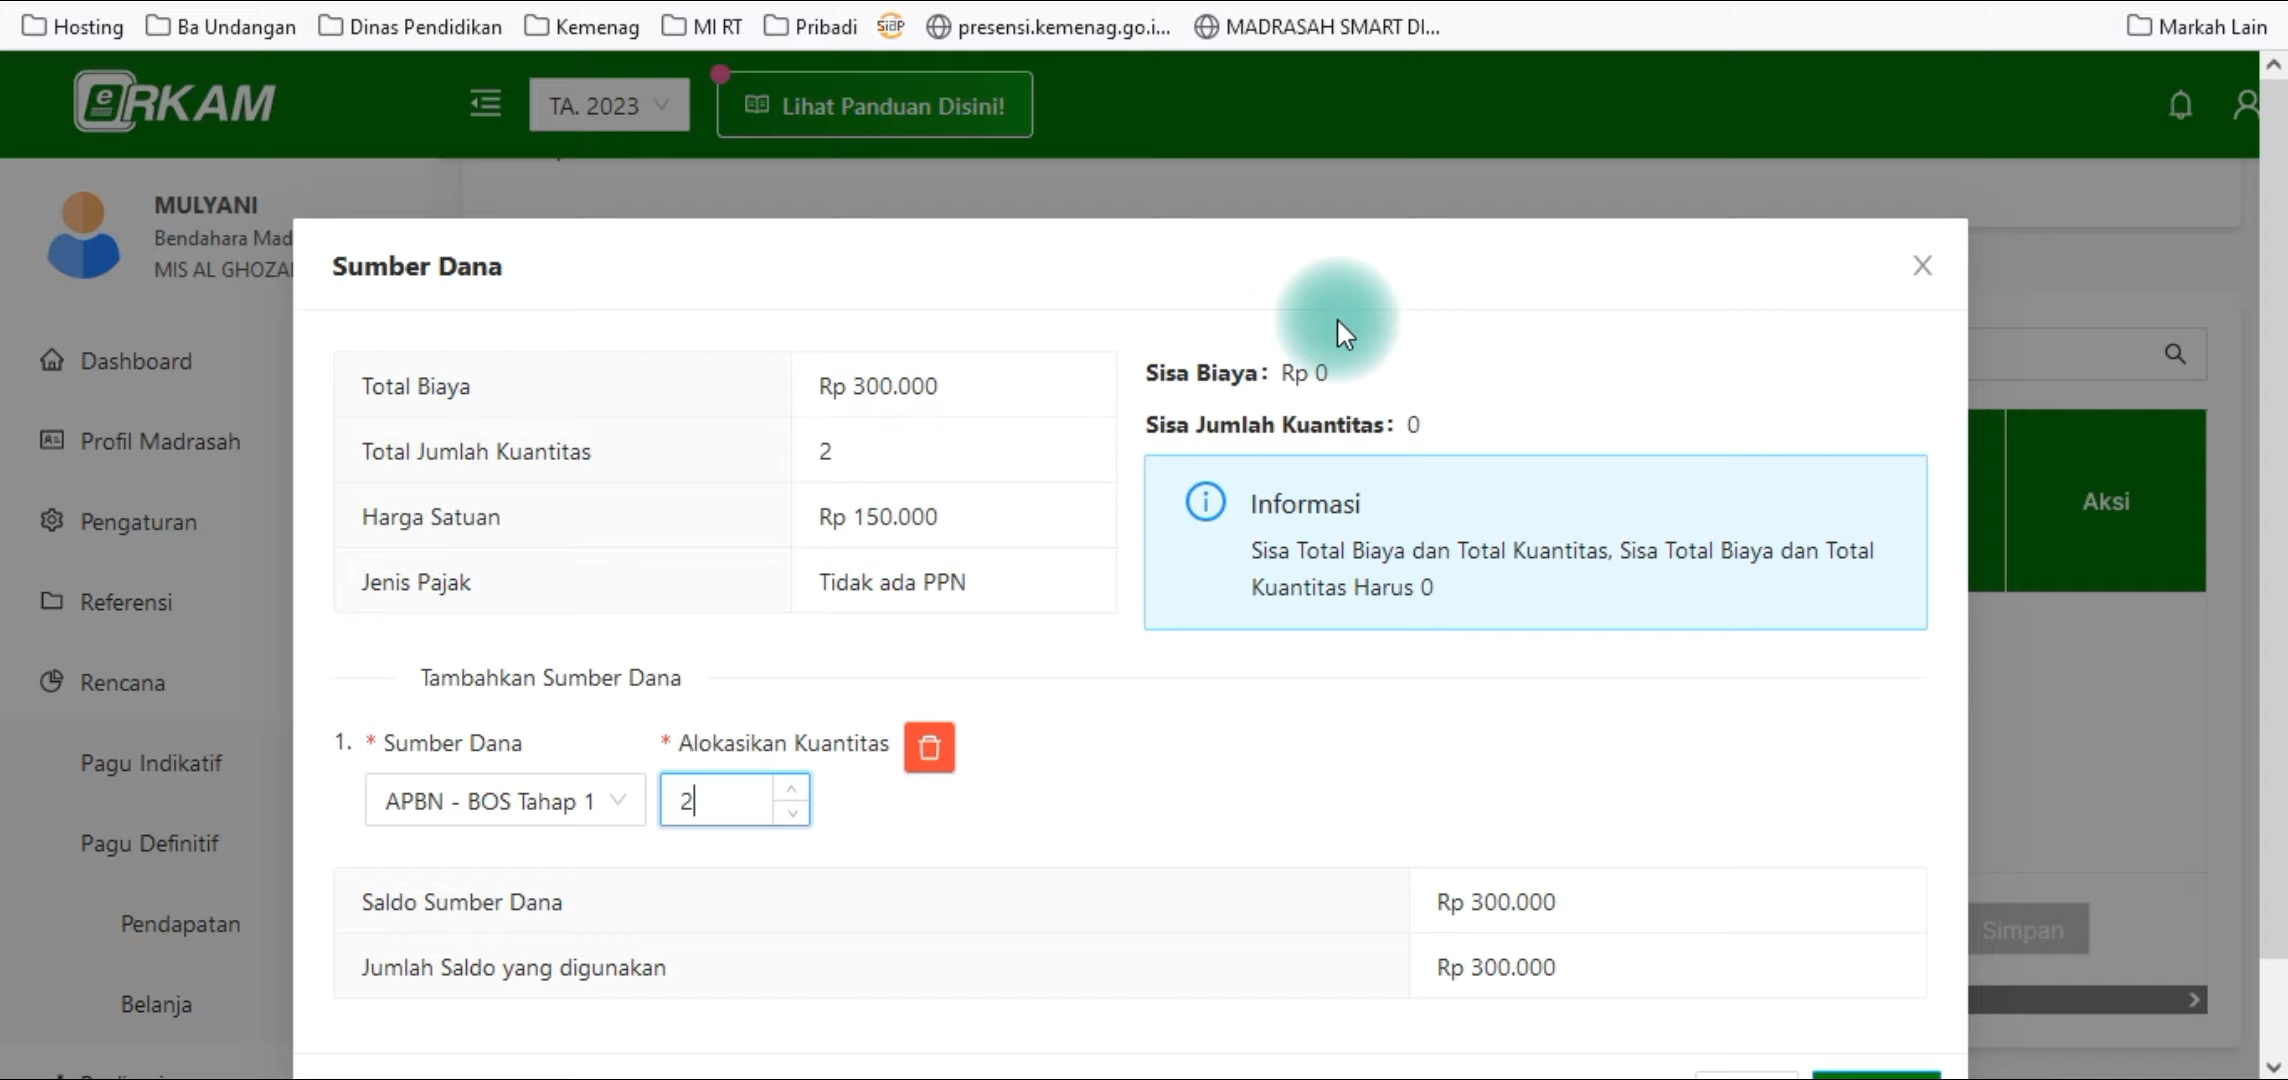 Hosting Ba Undangan Dinas Pendidikan Kemenag MI RT Pribadi SIAP presensi.kemenag.go.i... MADRASAH SMART DI... Markah Lain
eRKAM TA. 2023 Lihat Panduan Disini!
MULYANI
Bendahara Mad
MIS AL GHOZA
Dashboard
Profil Madrasah
Pengaturan
Referensi
Rencana
Pagu Indikatif
Pagu Definitif
Pendapatan
Belanja
Sumber Dana
Total Biaya Rp 300.000
Total Jumlah Kuantitas 2
Harga Satuan Rp 150.000
Jenis Pajak Tidak ada PPN
Sisa Biaya: Rp 0
Sisa Jumlah Kuantitas: 0
Informasi
Sisa Total Biaya dan Total Kuantitas, Sisa Total Biaya dan Total
Kuantitas Harus 0
Tambahkan Sumber Dana
1. * Sumber Dana * Alokasikan Kuantitas
APBN - BOS Tahap 1 2
Saldo Sumber Dana Rp 300.000
Jumlah Saldo yang digunakan Rp 300.000
Aksi
Simpan